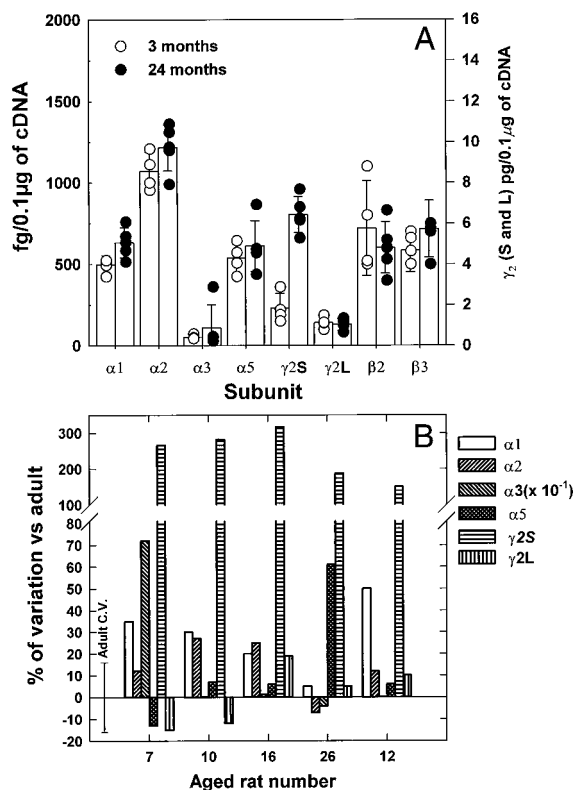 A
3 months
24 months
2000
1500
1000
500
0
fg/0.1µg of cDNA
16
14
12
10
8
6
4
2
0
γ2 (S and L) pg/0.1µg of cDNA
α1 α2 α3 α5 γ2S γ2L β2 β3
Subunit
B
300
200
100
80
70
60
50
40
30
20
10
0
-10
-20
% of variation vs adult
Adult C.V.
7 10 16 26 12
Aged rat number
α1
α2
α3(x 10-1)
α5
γ2S
γ2L